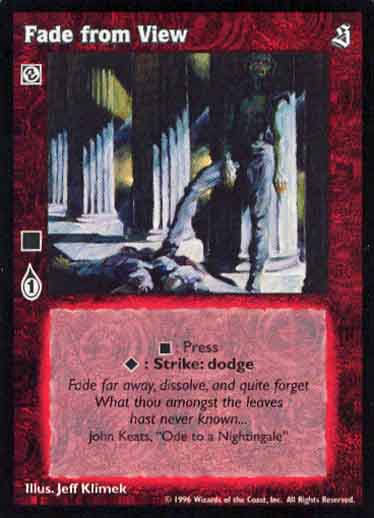 Fade from View
1
: Press
: Strike: dodge
Fade far away, dissolve, and quite forget
What thou amongst the leaves
hast never known...
John Keats, "Ode to a Nightingale"
Illus. Jeff Klimek
© 1996 Wizards of the Coast, Inc. All Rights Reserved.